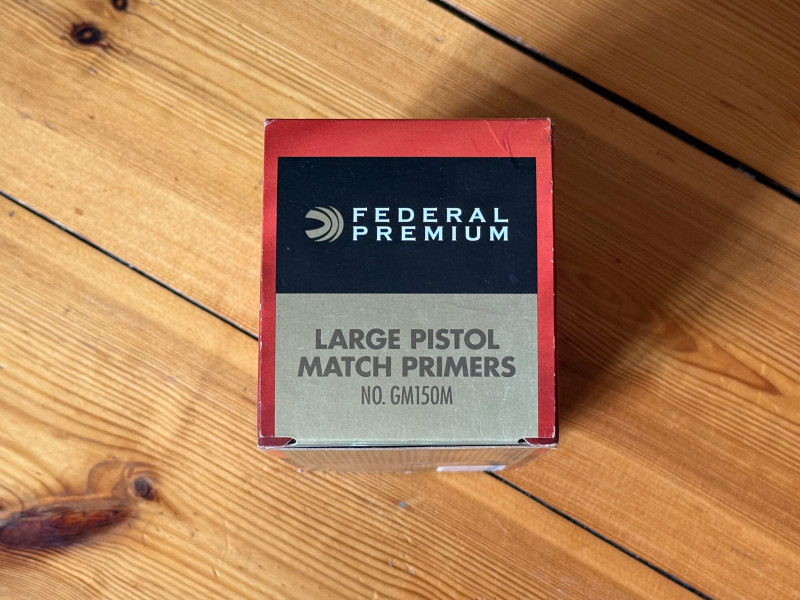 FEDERAL
PREMIUM
LARGE PISTOL
MATCH PRIMERS
NO. GM150M